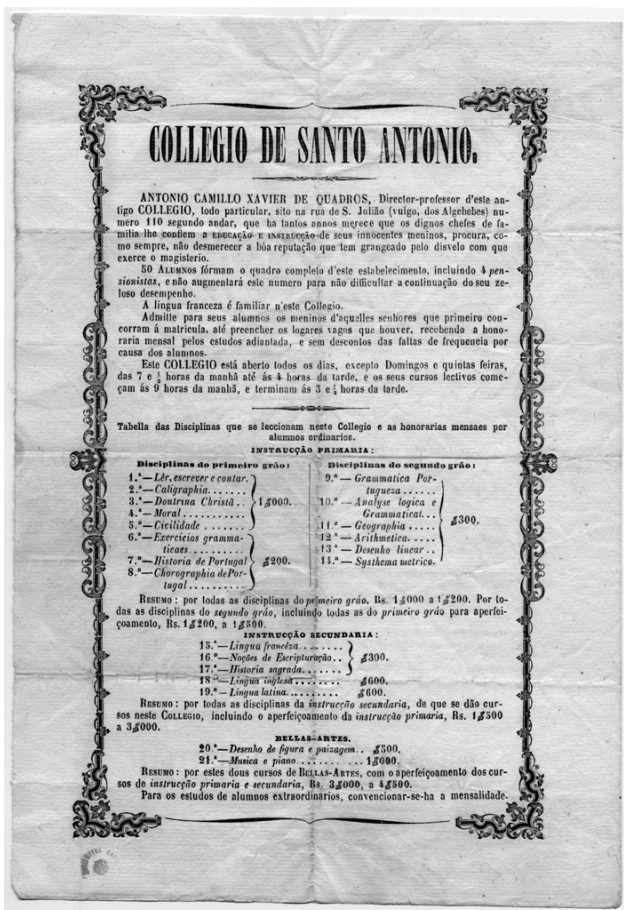 COLLEGIO DE SANTO ANTONIO.
ANTONIO CAMILLO XAVIER DE QUADROS, Director-professor d'este an-
tigo COLLEGIO, todo particular, sito na rua de S. Julião (vulgo, dos Algebebes) nu-
mero 110 segundo andar, que ha tantos annos merece que os dignos chefes de fa-
milia lhe confiem a EDUCAÇÃO E INSTRUCÇÃO de seus innocentes meninos, procura, co-
mo sempre, não desmerecer a bôa reputação que tem grangeado pelo disvelo com que
exerce o magisterio.
50 ALUMNOS fórmam o quadro completo d'este estabelecimento, incluindo 4 pen-
sionistas, e não augmentará este numero para não difficultar a continuação do seu ze-
loso desempenho.
A lingua franceza é familiar n'este Collegio.
Admitte para seus alumnos os meninos d'aquelles senhores que primeiro con-
corram á matricula, até preencher os logares vagos que houver, recebendo a hono-
raria mensal pelos estudos adiantada, e sem descontos das faltas de frequencia por
causa dos alumnos.
Este COLLEGIO está aberto todos os dias, excepto Domingos e quintas feiras,
das 7 e ½ horas da manhã até ás 4 horas da tarde, e os seus cursos lectivos come-
çam ás 9 horas da manhã, e terminam ás 3 e ½ horas da tarde.
Tabella das Disciplinas que se leccionam neste Collegio e as honorarias mensaes por
alumnos ordinarios.
INSTRUCÇÃO PRIMARIA:
Disciplinas do primeiro gráo:
1.ª—Lêr, escrever e contar.
2.ª—Caligraphia.......
3.ª—Doutrina Christã.. 1$000.
4.ª—Moral..........
5.ª—Civilidade .......
6.ª—Exercicios gramma-
ticaes..........
7.ª—Historia de Portugal $200.
8.ª—Chorographia de Por-
tugal..........
Disciplinas do segundo gráo:
9.ª—Grammatica Por-
tugueza ......
10.ª—Analyse logica e
Grammatical...
11.ª—Geographia ..... $300.
12.ª—Arithmetica.....
13.ª—Desenho linear ..
14.ª—Systhema metrico.
RESUMO: por todas as disciplinas do primeiro gráo, Rs. 1$000 a 1$200. Por to-
das as disciplinas do segundo gráo, incluindo todas as do primeiro gráo para aperfei-
çoamento, Rs. 1$200, a 1$500.
INSTRUCÇÃO SECUNDARIA:
15.ª—Lingua francêza........
16.ª—Noções de Escripturação.. $300.
17.ª—Historia sagrada.......
18.ª—Lingua ingleza........ $600.
19.ª—Lingua latina......... $600.
RESUMO: por todas as disciplinas da instrucção secundaria, de que se dão cur-
sos neste COLLEGIO, incluindo o aperfeiçoamento da instrucção primaria, Rs. 1$500
a 3$000.
BELLAS-ARTES.
20.ª—Desenho de figura e paizagem.. $500.
21.ª—Musica e piano........... 1$000.
RESUMO: por estes dous cursos de BELLAS-ARTES, com o aperfeiçoamento dos cur-
sos de instrucção primaria e secundaria, Rs. 3$000, a 4$500.
Para os estudos de alumnos extraordinarios, convencionar-se-ha a mensalidade.